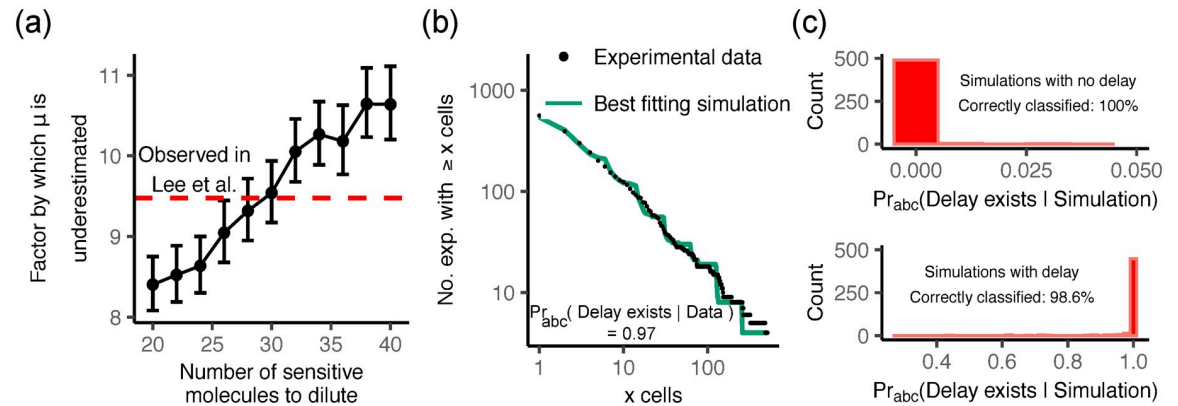 (a)
Factor by which μ is
underestimated
11
10
9
8
Observed in
Lee et al.
20 25 30 35 40
Number of sensitive
molecules to dilute
(b)
No. exp. with ≥ x cells
1000
100
10
Experimental data
Best fitting simulation
Prabc( Delay exists | Data )
= 0.97
1 10 100
x cells
(c)
Count
500
250
0
Simulations with no delay
Correctly classified: 100%
0.000 0.025 0.050
Prabc(Delay exists | Simulation)
Count
500
250
0
Simulations with delay
Correctly classified: 98.6%
0.4 0.6 0.8 1.0
Prabc(Delay exists | Simulation)